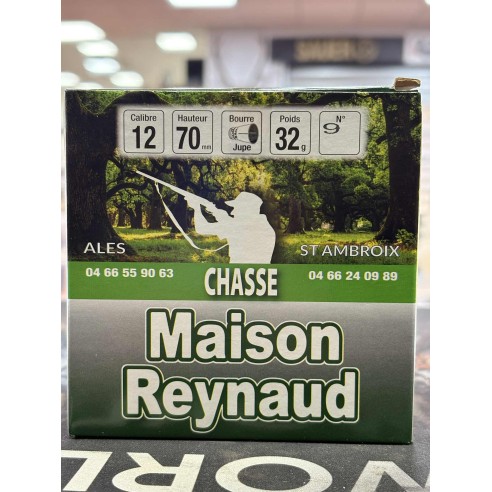 Calibre
12
Hauteur
70 mm
Bourre
Jupe
Poids
32 g
N°
9
ALES
ST AMBROIX
04 66 55 90 63
04 66 24 09 89
CHASSE
Maison
Reynaud